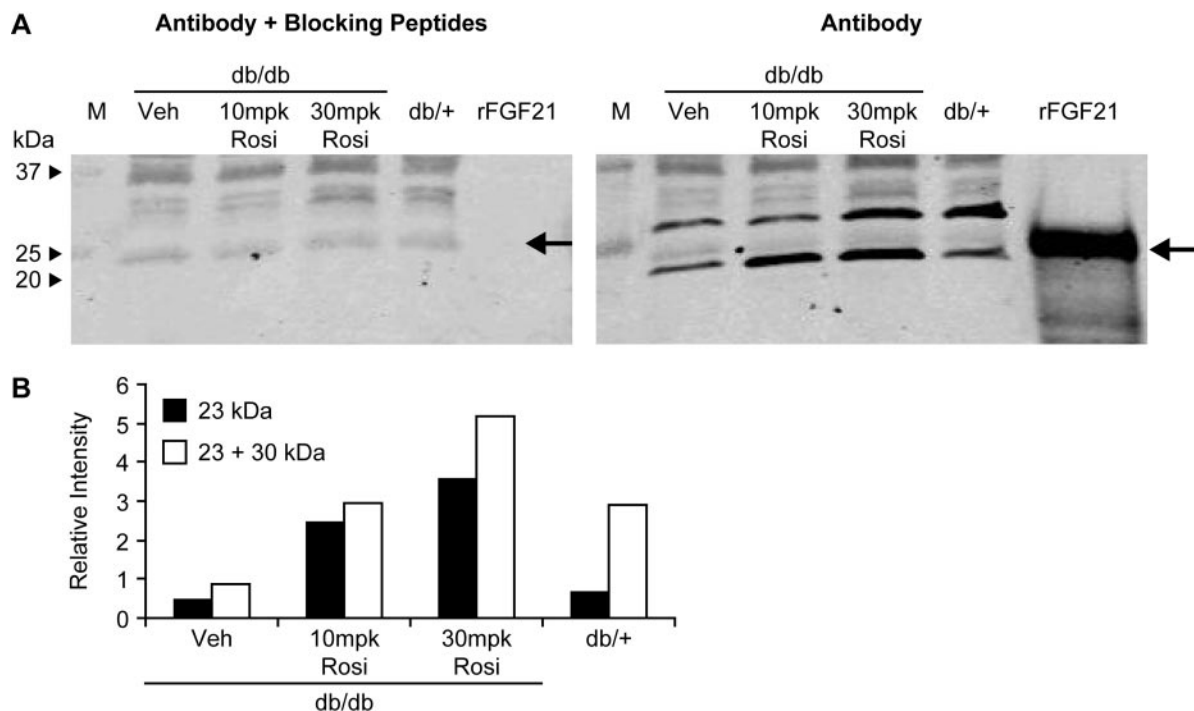 A
Antibody + Blocking Peptides
Antibody
db/db
db/db
M Veh 10mpk Rosi 30mpk Rosi db/+ rFGF21
M Veh 10mpk Rosi 30mpk Rosi db/+ rFGF21
kDa
37
25
20
B
Relative Intensity
6
5
4
3
2
1
0
23 kDa
23 + 30 kDa
Veh 10mpk Rosi 30mpk Rosi db/+
db/db